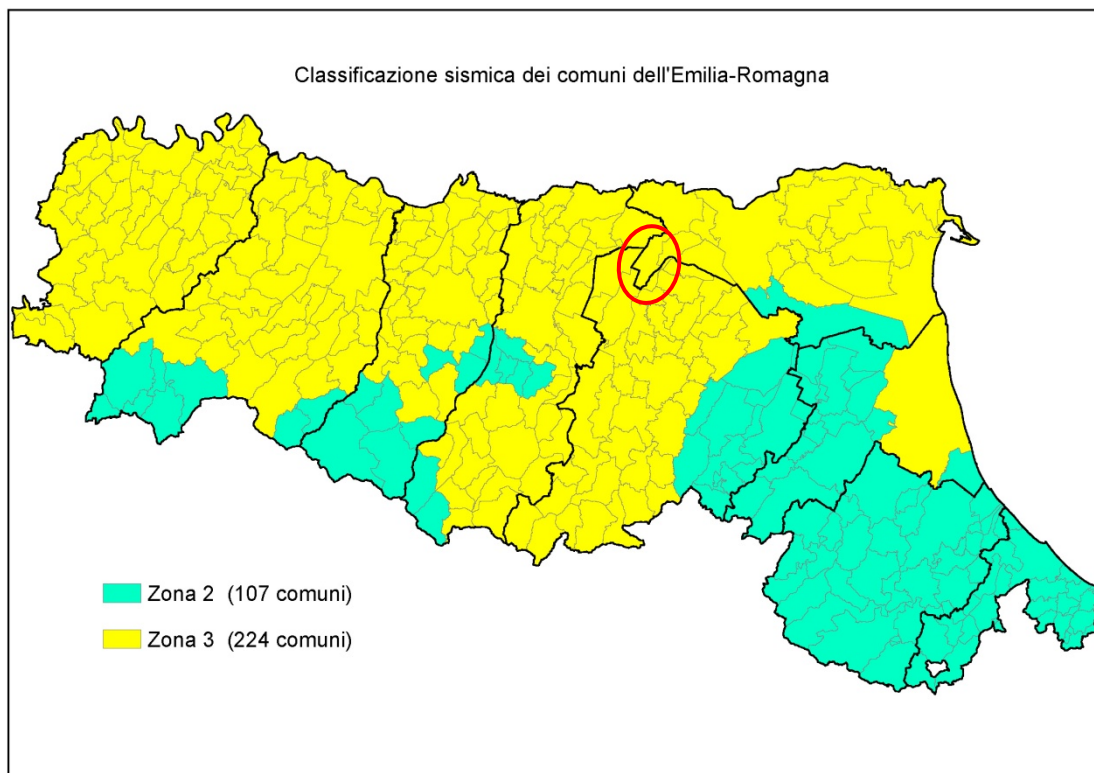 Classificazione sismica dei comuni dell'Emilia-Romagna
Zona 2 (107 comuni)
Zona 3 (224 comuni)